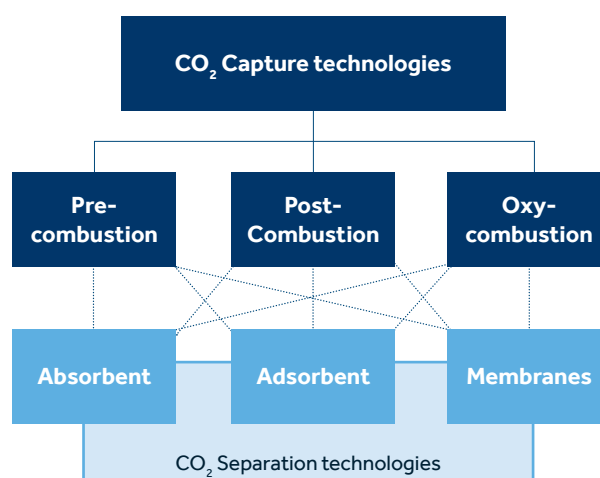 CO₂ Capture technologies
Pre-
combustion
Post-
Combustion
Oxy-
combustion
Absorbent
Adsorbent
Membranes
CO₂ Separation technologies